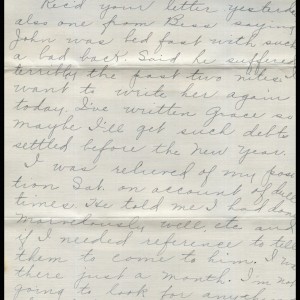 Rec'd your letter yesterday
also one from Bess saying
John was bed fast with such
a bad back. Said he suffered
terribly the past two nites. I
want to write her again
today. I've written Grace so
maybe I'll get such debts
settled before the New Year.
I was relieved of my posi-
tion Sat. on account of dull
times. He told me I had done
marvelously well, etc and
if I needed reference to tell
them to come to him. I was
there just a month. I'm not
going to look for